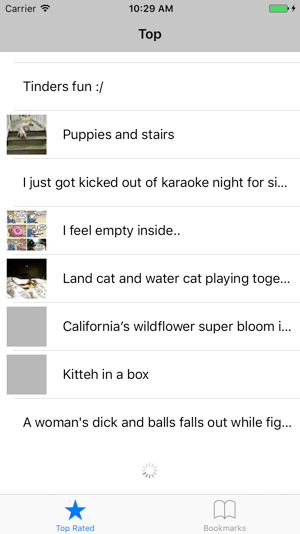 Carrier 10:29 AM
Top
Tinders fun :/
Puppies and stairs
I just got kicked out of karaoke night for si...
I feel empty inside..
Land cat and water cat playing toge...
California’s wildflower super bloom i...
Kitteh in a box
A woman's dick and balls falls out while fig...
Top Rated Bookmarks